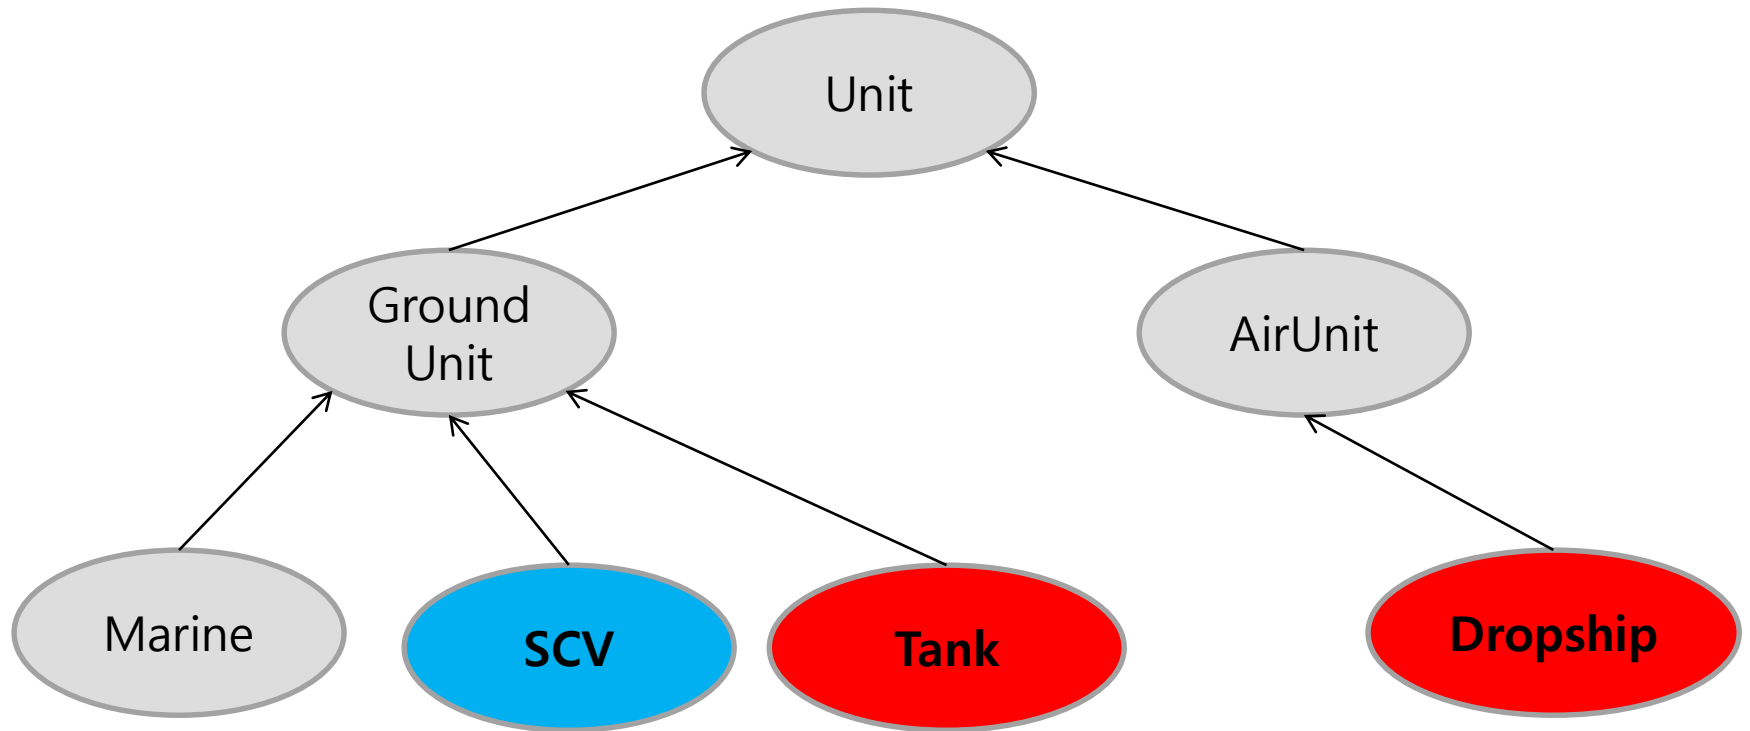 Unit
Ground
Unit
AirUnit
Marine
SCV
Tank
Dropship